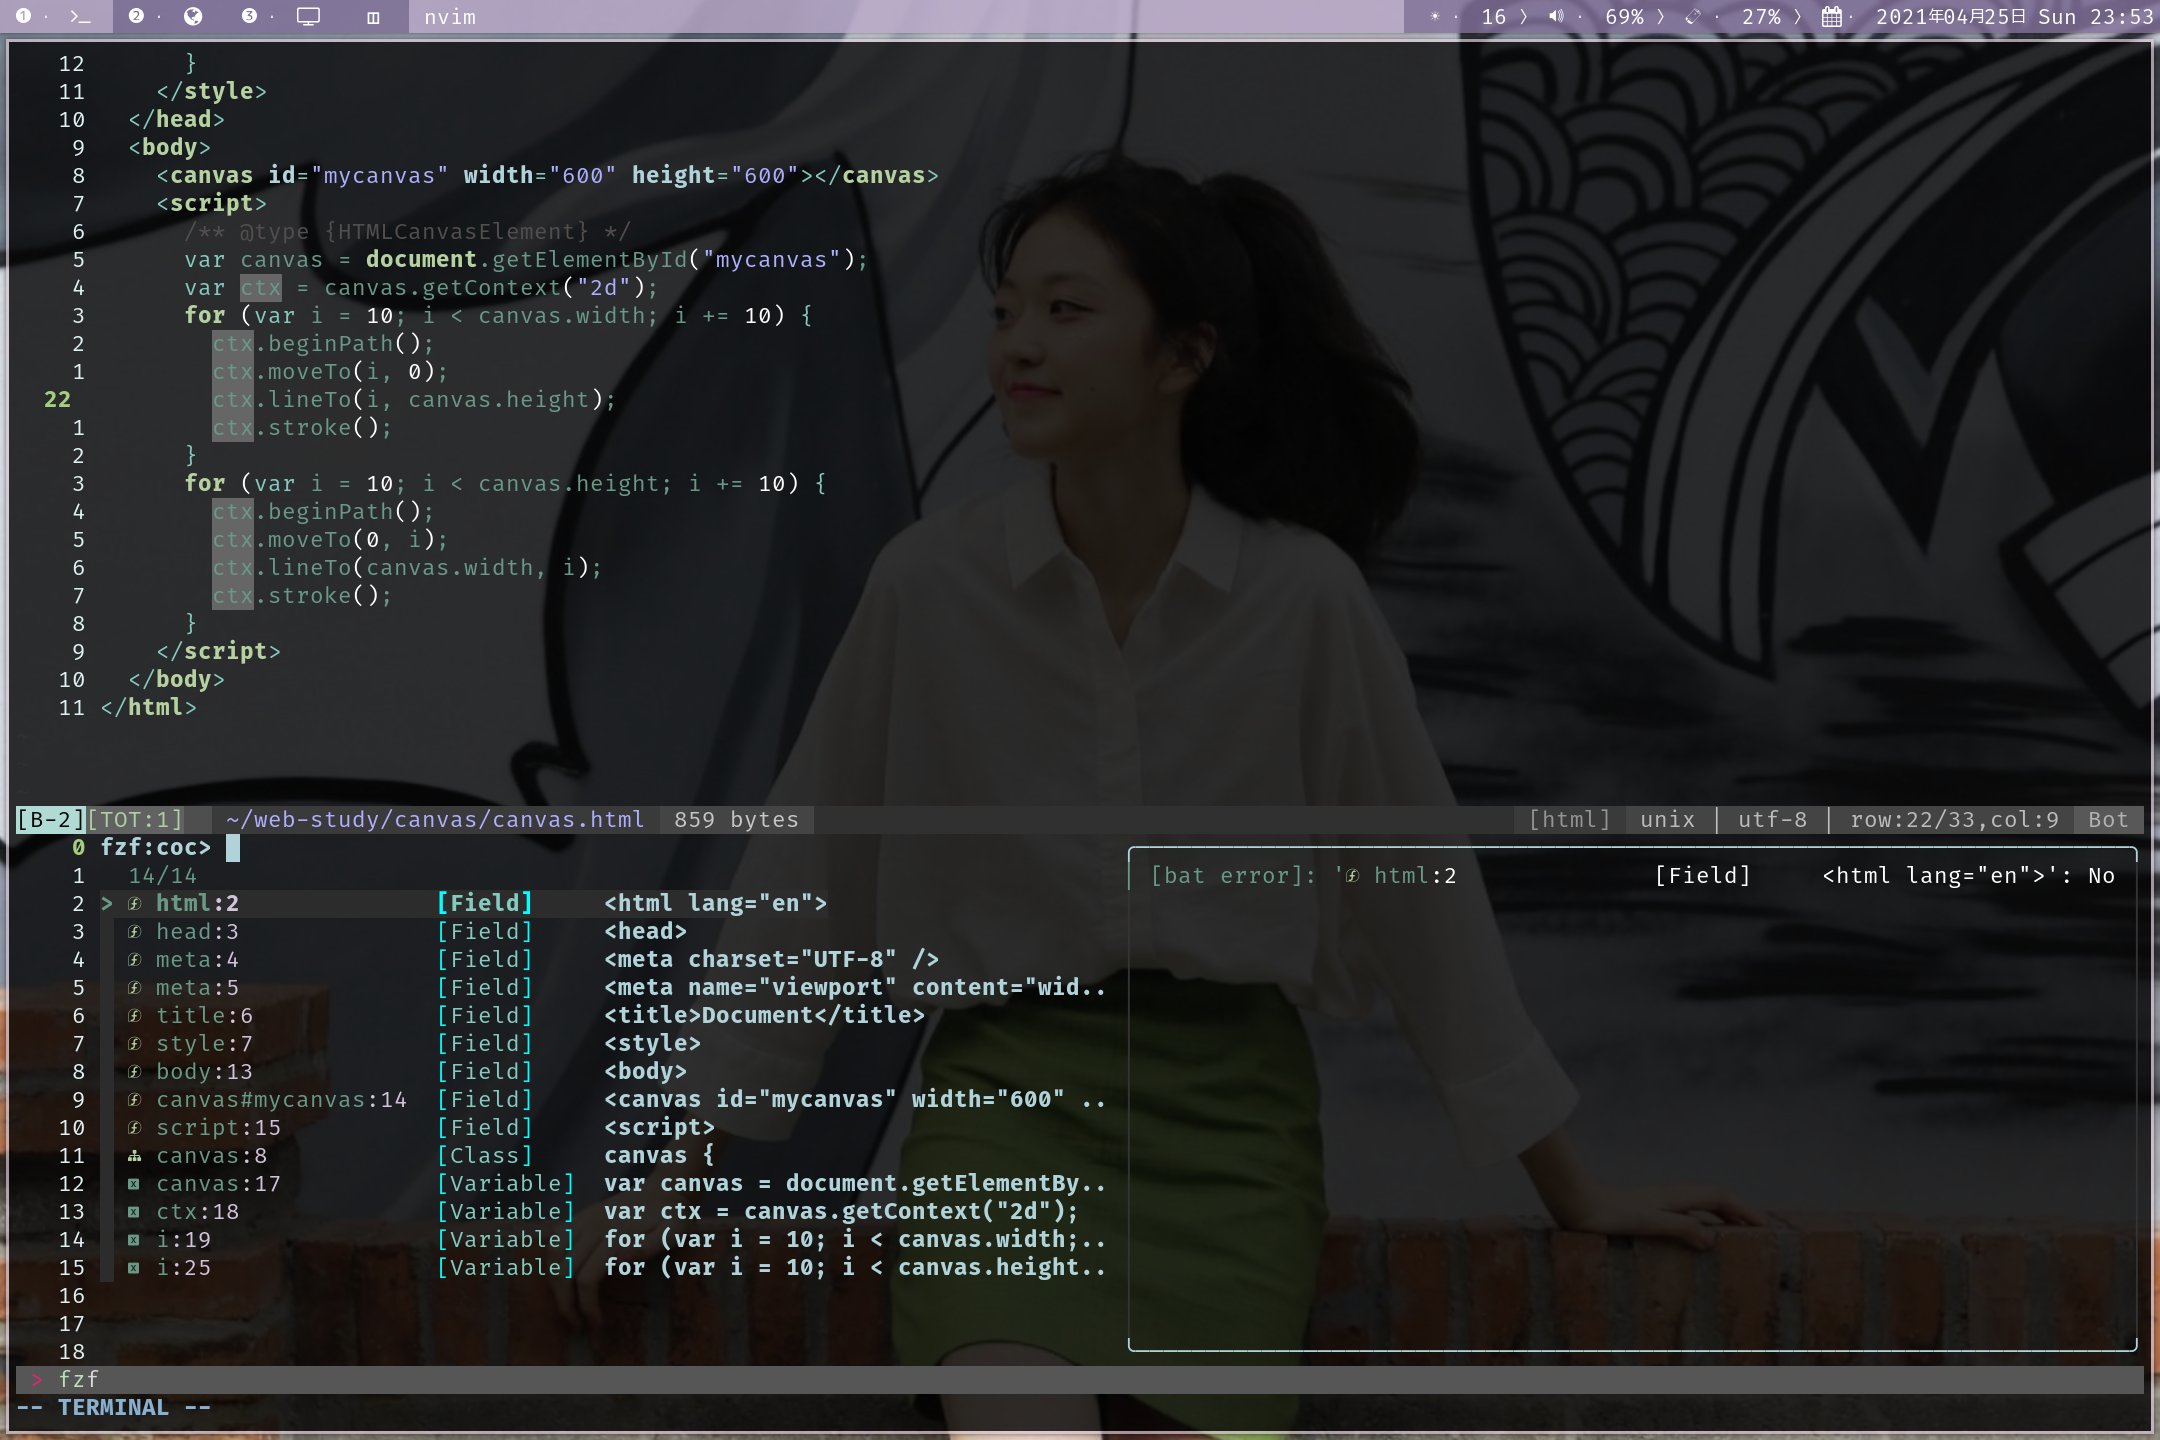 1 · 2 · 3 · nvim · 16 〉 · 69% 〉 · 27% 〉 · 2021年04月25日 Sun 23:53
12       }
11     </style>
10   </head>
9   <body>
8     <canvas id="mycanvas" width="600" height="600"></canvas>
7     <script>
6       /** @type {HTMLCanvasElement} */
5       var canvas = document.getElementById("mycanvas");
4       var ctx = canvas.getContext("2d");
3       for (var i = 10; i < canvas.width; i += 10) {
2         ctx.beginPath();
1         ctx.moveTo(i, 0);
22         ctx.lineTo(i, canvas.height);
1         ctx.stroke();
2       }
3       for (var i = 10; i < canvas.height; i += 10) {
4         ctx.beginPath();
5         ctx.moveTo(0, i);
6         ctx.lineTo(canvas.width, i);
7         ctx.stroke();
8       }
9     </script>
10   </body>
11 </html>
[B-2][TOT:1] ~/web-study/canvas/canvas.html 859 bytes [html] unix | utf-8 | row:22/33,col:9 Bot
0 fzf:coc>
1 14/14 [bat error]: 'html:2 [Field] <html lang="en">': No
2 > html:2 [Field] <html lang="en">
3 head:3 [Field] <head>
4 meta:4 [Field] <meta charset="UTF-8" />
5 meta:5 [Field] <meta name="viewport" content="wid..
6 title:6 [Field] <title>Document</title>
7 style:7 [Field] <style>
8 body:13 [Field] <body>
9 canvas#mycanvas:14 [Field] <canvas id="mycanvas" width="600" ..
10 script:15 [Field] <script>
11 canvas:8 [Class] canvas {
12 canvas:17 [Variable] var canvas = document.getElementBy..
13 ctx:18 [Variable] var ctx = canvas.getContext("2d");
14 i:19 [Variable] for (var i = 10; i < canvas.width;..
15 i:25 [Variable] for (var i = 10; i < canvas.height..
16
17
18
> fzf
-- TERMINAL --